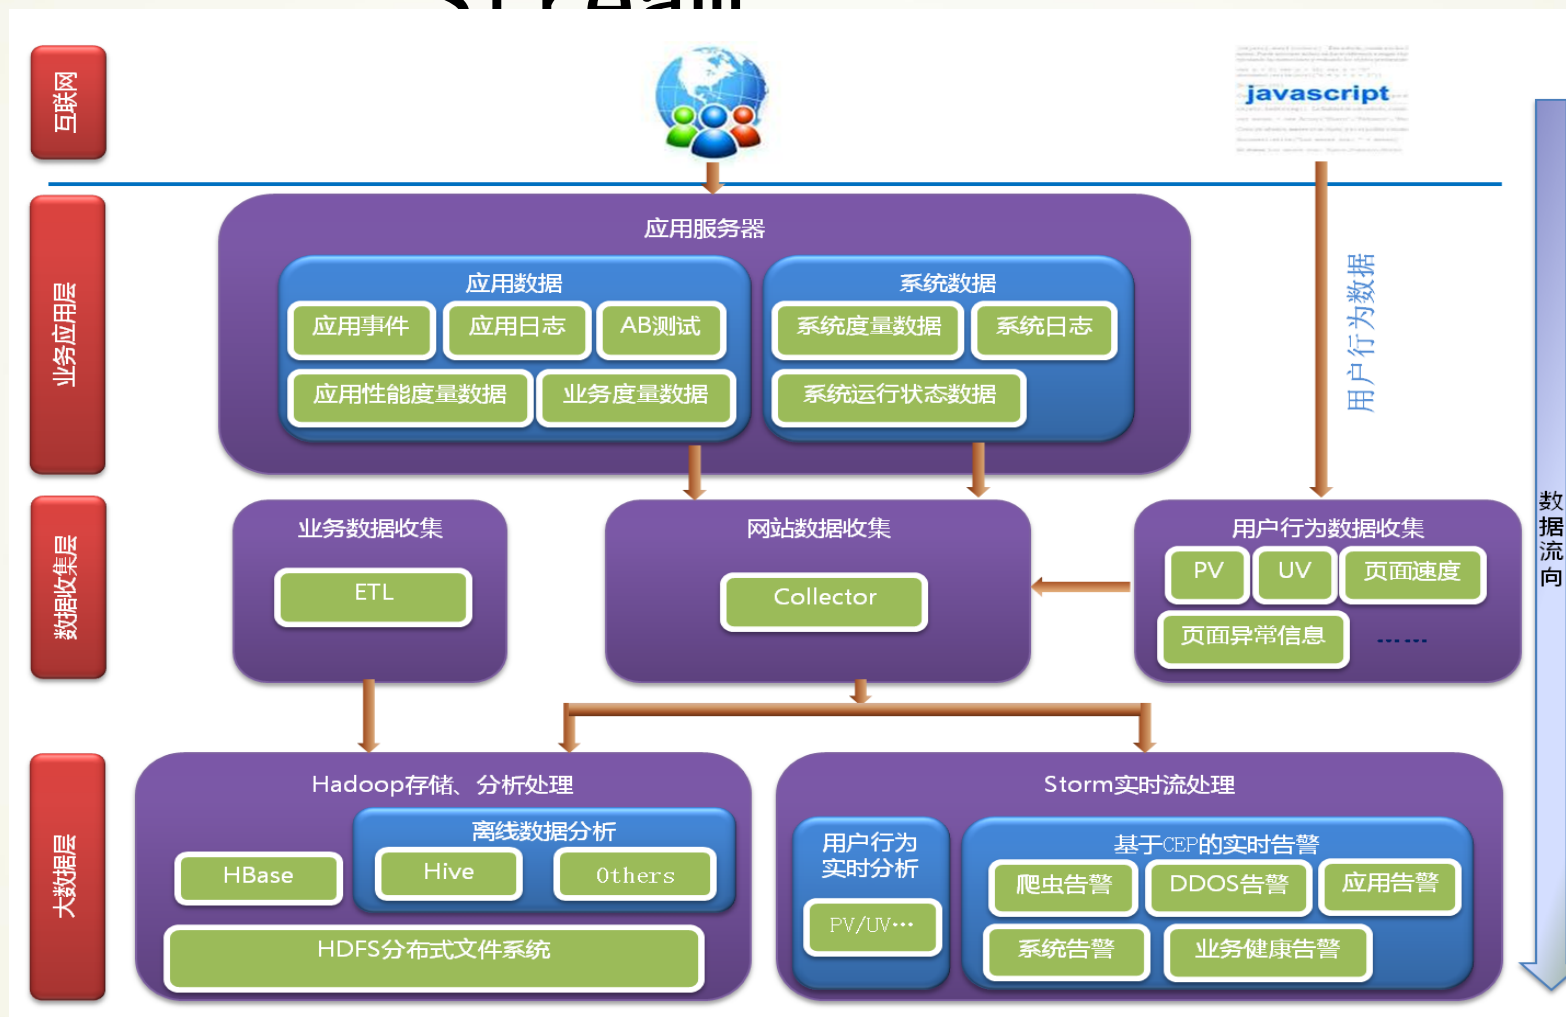 Stream
互联网
javascript
业务应用层
应用服务器
应用数据
系统数据
应用事件
应用日志
AB测试
系统度量数据
系统日志
应用性能度量数据
业务度量数据
系统运行状态数据
用户行为数据
数据流向
数据收集层
业务数据收集
ETL
网站数据收集
Collector
用户行为数据收集
PV
UV
页面速度
页面异常信息
……
大数据层
Hadoop存储、分析处理
离线数据分析
HBase
Hive
Others
HDFS分布式文件系统
Storm实时流处理
用户行为
实时分析
PV/UV…
基于CEP的实时告警
爬虫告警
DDOS告警
应用告警
系统告警
业务健康告警